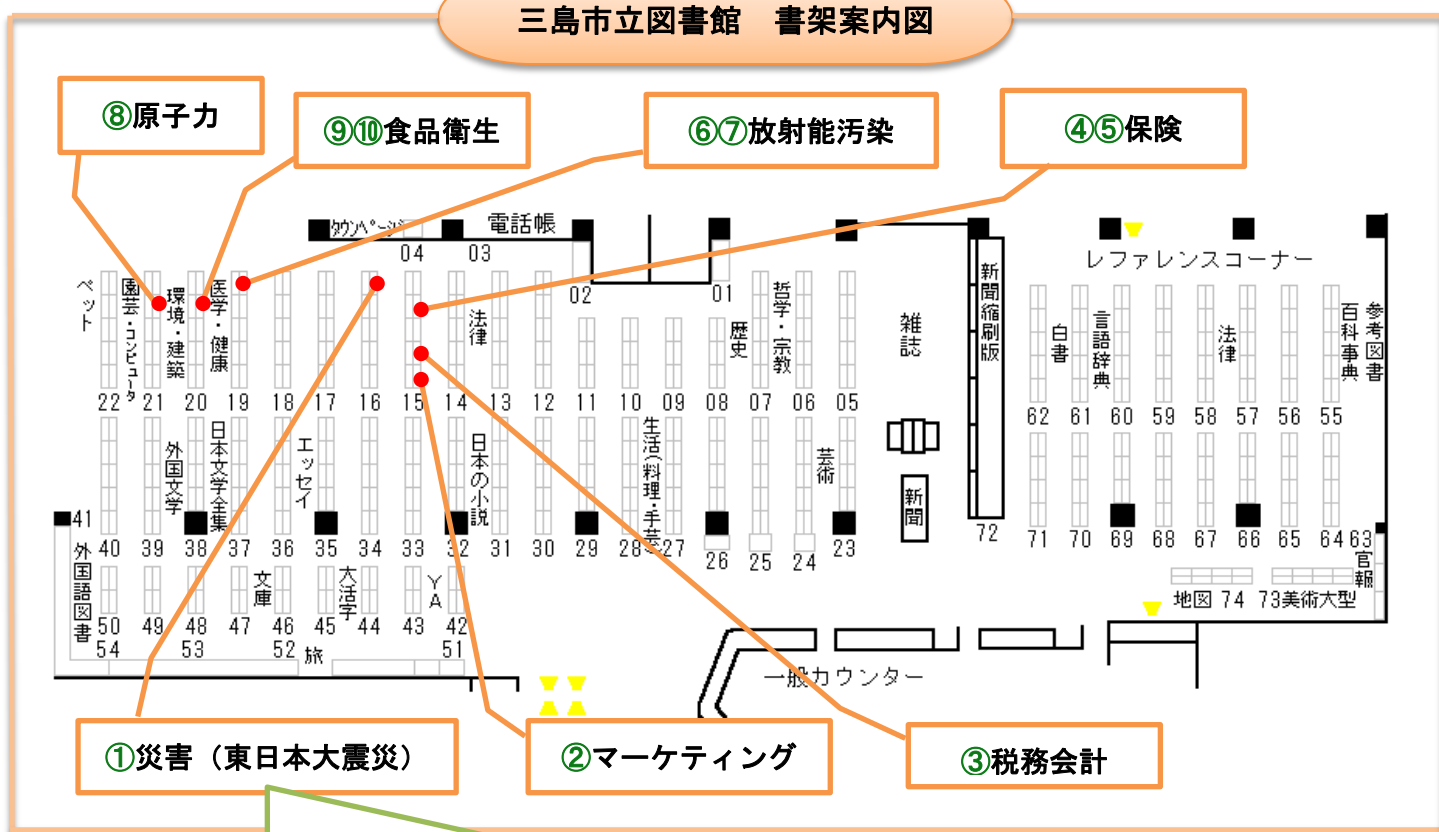 三島市立図書館　書架案内図
⑧原子力
⑨⑩食品衛生
⑥⑦放射能汚染
④⑤保険
タウンページ
電話帳
04
03
02
01
レファレンスコーナー
ペット
園芸・コンピュータ
環境・建築
医学・健康
法律
歴史
哲学・宗教
雑誌
新聞縮刷版
白書
言語辞典
法律
百科事典
参考図書
22 21 20 19 18 17 16 15 14 13 12 11 10 09 08 07 06 05
62 61 60 59 58 57 56 55
外国文学
日本文学全集
エッセイ
日本の小説
生活(料理・手芸)
芸術
新聞
41
40 39 38 37 36 35 34 33 32 31 30 29 28 27 26 25 24 23
72
71 70 69 68 67 66 65 64 63
外国語図書
文庫
大活字
YA
官報
地図 74 73美術大型
50 49 48 47 46 45 44 43 42
54 53 52 旅 51
一般カウンター
①災害（東日本大震災）
②マーケティング
③税務会計